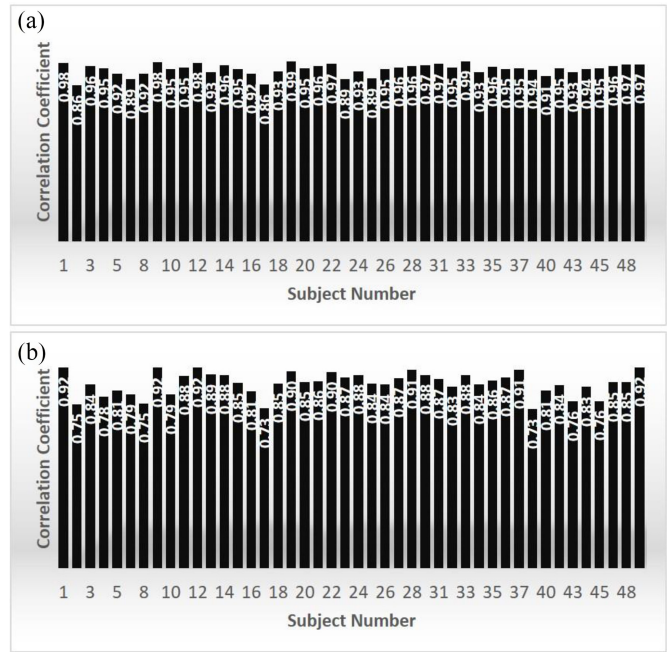 (a)
Correlation Coefficient
0.98 0.86 0.96 0.95 0.92 0.89 0.92 0.98 0.95 0.95 0.98 0.93 0.96 0.95 0.92 0.86 0.93 0.99 0.95 0.96 0.97 0.89 0.93 0.89 0.95 0.96 0.96 0.97 0.97 0.95 0.99 0.93 0.96 0.95 0.95 0.94 0.91 0.95 0.93 0.94 0.95 0.96 0.97 0.97
1 3 5 8 10 12 14 16 18 20 22 24 26 28 31 33 35 37 40 43 45 48
Subject Number
(b)
Correlation Coefficient
0.92 0.75 0.84 0.78 0.81 0.79 0.75 0.92 0.79 0.88 0.92 0.89 0.88 0.85 0.81 0.73 0.85 0.90 0.85 0.86 0.90 0.87 0.88 0.84 0.84 0.87 0.91 0.88 0.87 0.83 0.88 0.84 0.86 0.87 0.91 0.73 0.81 0.84 0.76 0.83 0.76 0.85 0.85 0.92
1 3 5 8 10 12 14 16 18 20 22 24 26 28 31 33 35 37 40 43 45 48
Subject Number